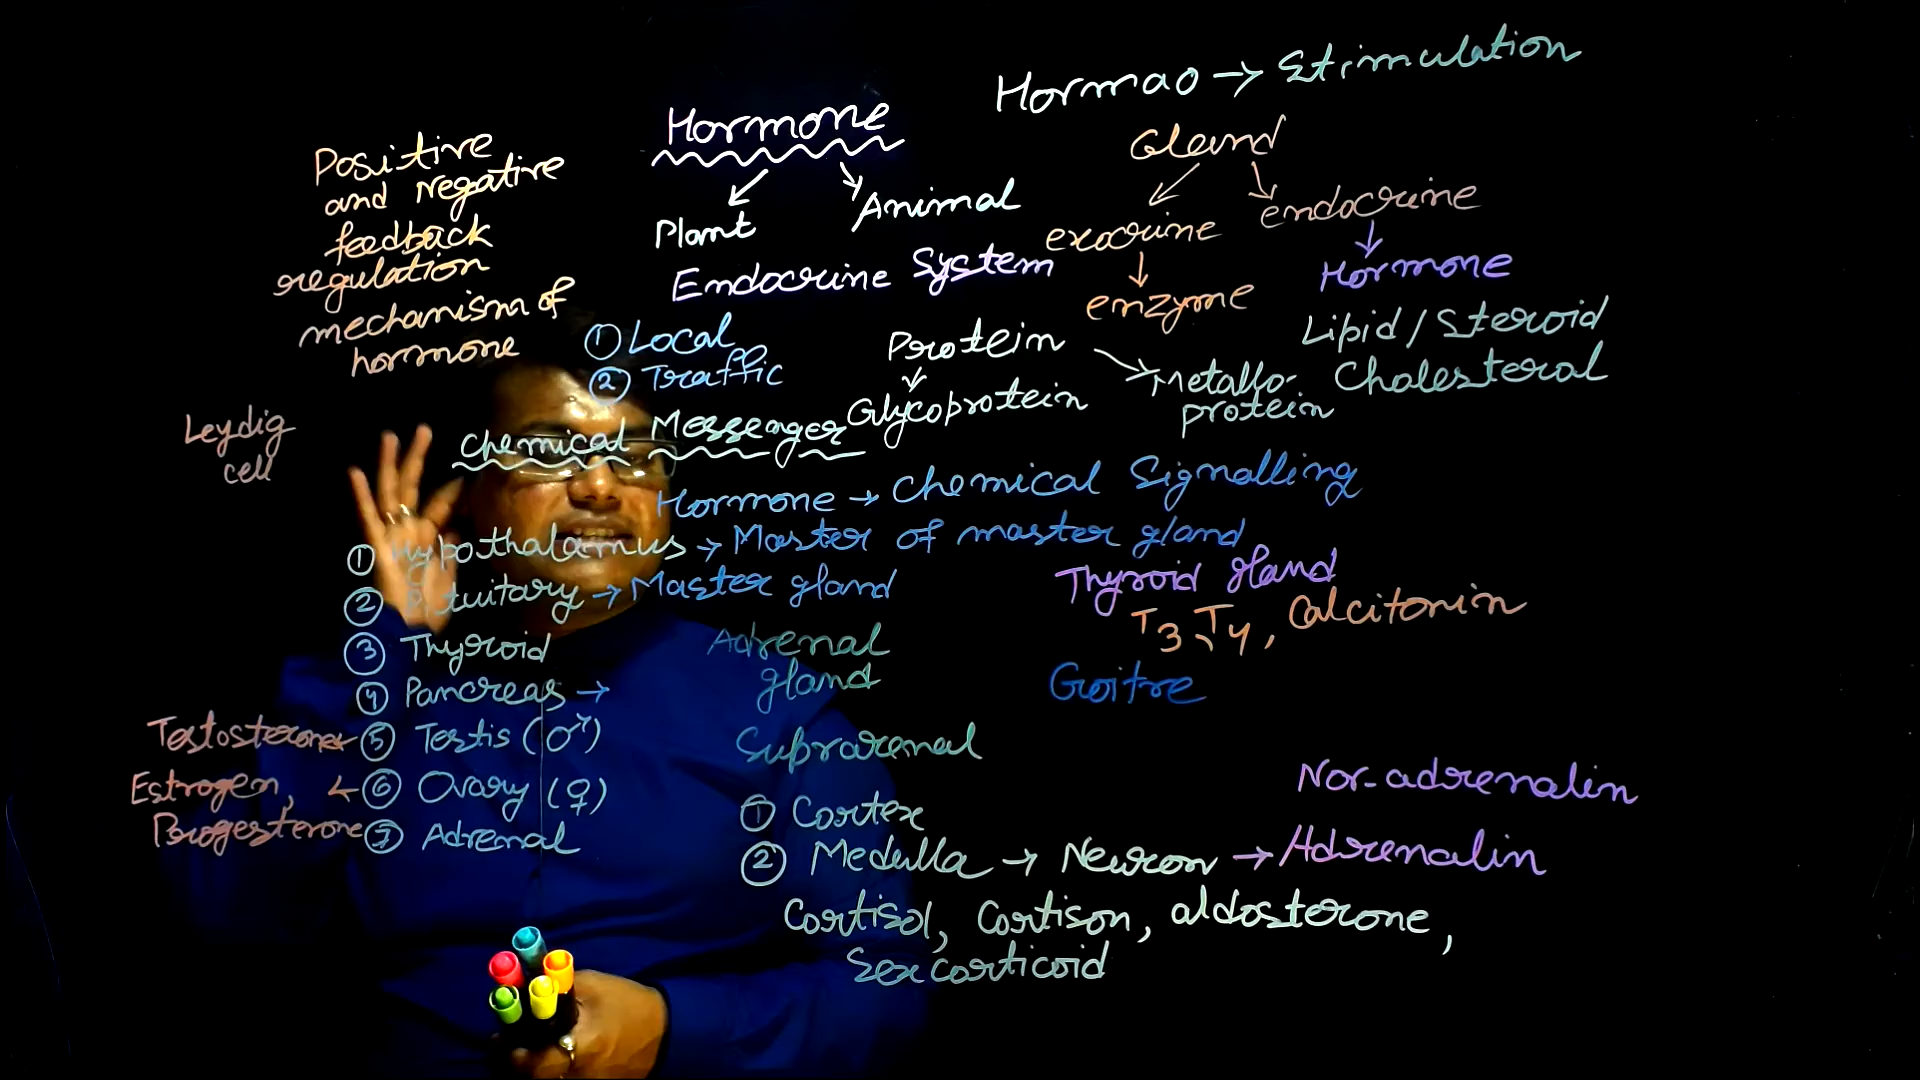 Hormao → Stimulation
Hormone
Plant
Animal
Endocrine System
Gland
exocrine
endocrine
enzyme
Hormone
Lipid/Steroid
Cholesteral
Positive
and Negative
feedback
regulation
mechanism of
hormone
① Local
② Traffic
Protein
Glycoprotein
Metallo-
protein
Chemical Messenger
Leydig
cell
Hormone → Chemical Signalling
① Hypothalamus → Master of master gland
② Pituitary → Master gland
③ Thyroid
④ Pancreas →
Testosterone ← ⑤ Testis (♂)
Estrogen, ← ⑥ Ovary (♀)
Progesterone
⑦ Adrenal
Thyroid gland
T3, T4, Calcitonin
Goitre
Adrenal
gland
Suprarenal
① Cortex
② Medulla → Neuron → Adrenalin
Nor-adrenalin
Cortisol, Cortison, aldosterone,
Sexcorticoid